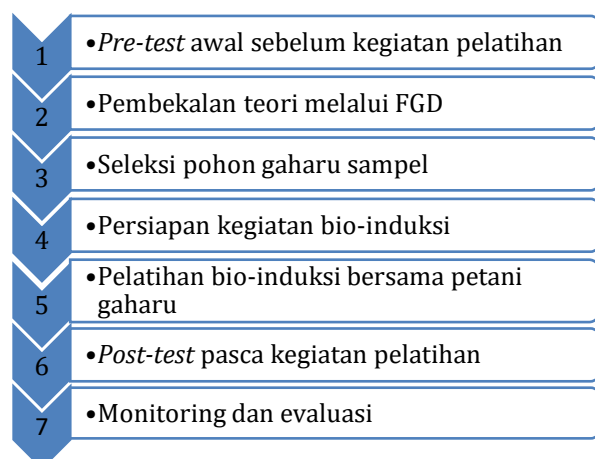 1
•Pre-test awal sebelum kegiatan pelatihan
2
•Pembekalan teori melalui FGD
3
•Seleksi pohon gaharu sampel
4
•Persiapan kegiatan bio-induksi
5
•Pelatihan bio-induksi bersama petani
gaharu
6
•Post-test pasca kegiatan pelatihan
7
•Monitoring dan evaluasi